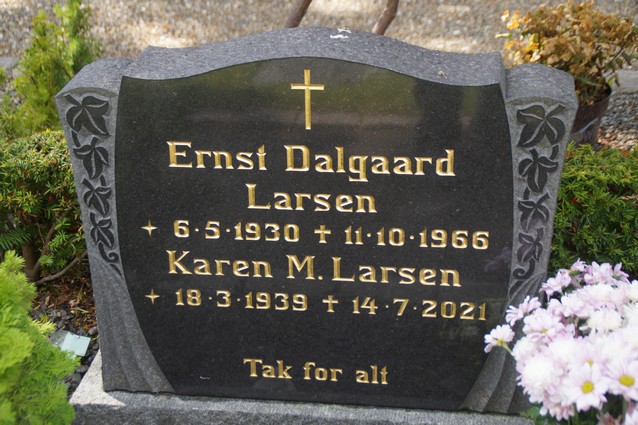 Ernst Dalgaard
Larsen
✦ 6·5·1930 ✝ 11·10·1966
Karen M. Larsen
✦ 18·3·1939 ✝ 14·7·2021
Tak for alt